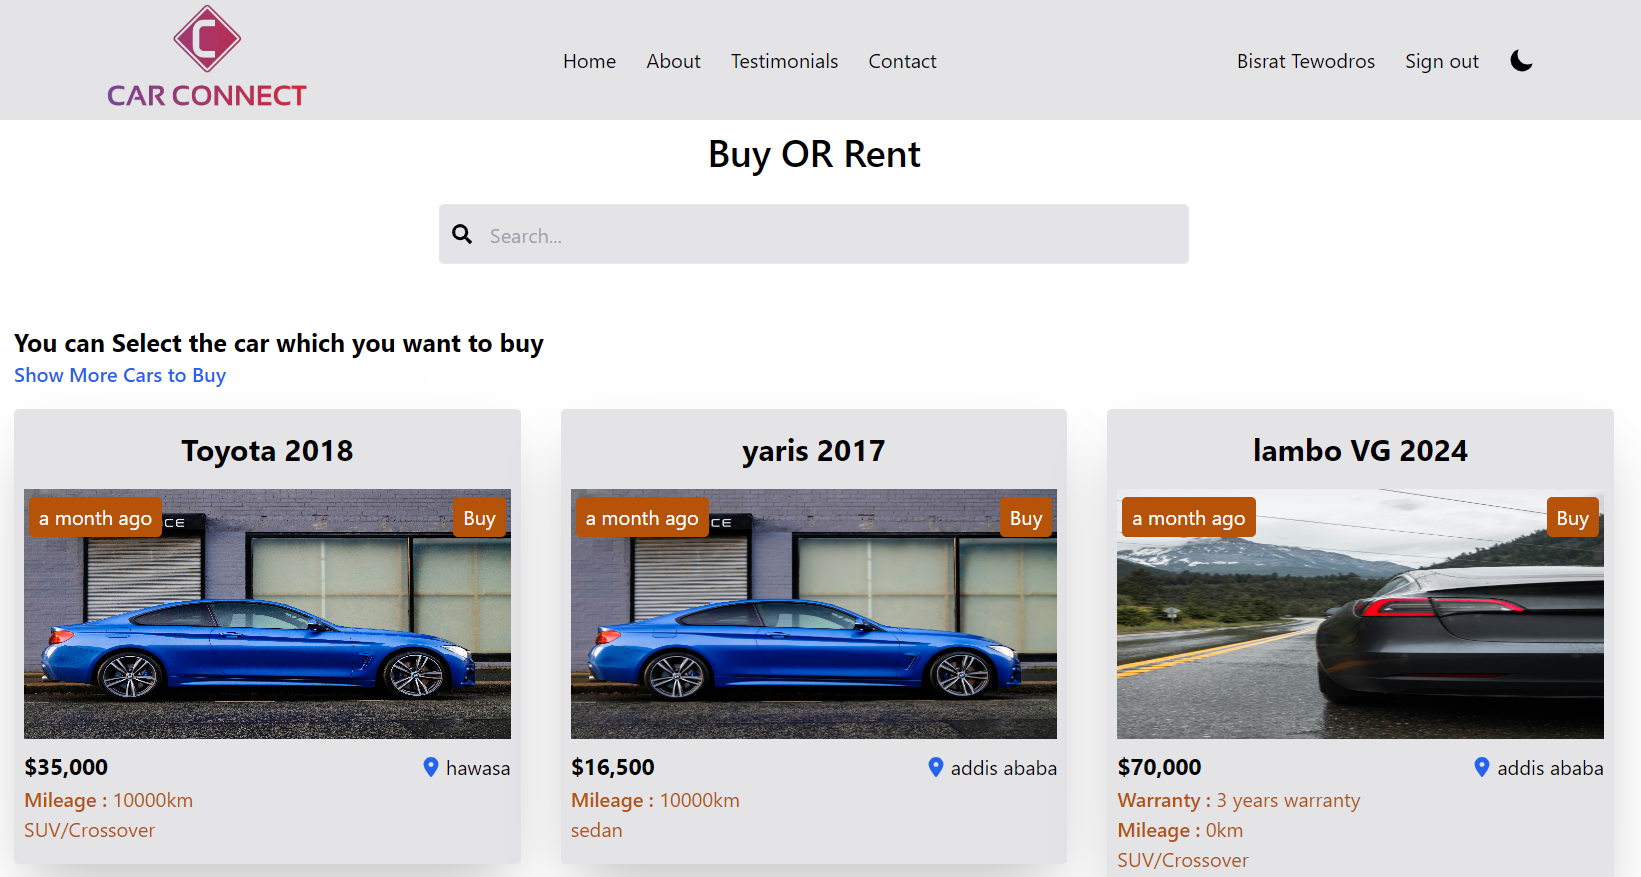 CAR CONNECT
Home About Testimonials Contact
Bisrat Tewodros Sign out
Buy OR Rent
Search...
You can Select the car which you want to buy
Show More Cars to Buy
Toyota 2018
a month ago
CE
Buy
$35,000
hawasa
Mileage : 10000km
SUV/Crossover
yaris 2017
a month ago
CE
Buy
$16,500
addis ababa
Mileage : 10000km
sedan
lambo VG 2024
a month ago
Buy
$70,000
addis ababa
Warranty : 3 years warranty
Mileage : 0km
SUV/Crossover